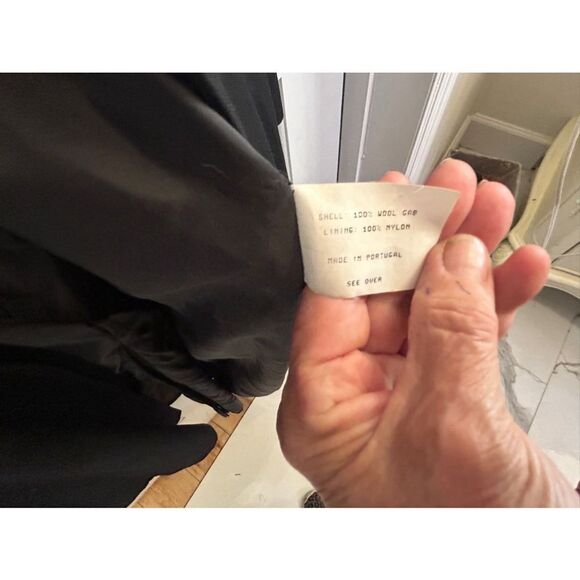 SHELL: 100% WOOL GAB
LINING: 100% NYLON
MADE IN PORTUGAL
SEE OVER